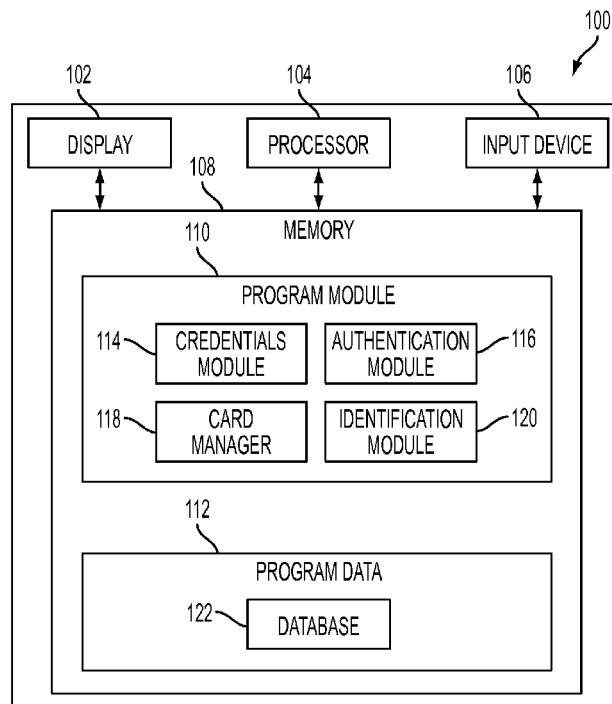 100
102
104
106
DISPLAY
PROCESSOR
INPUT DEVICE
108
MEMORY
110
PROGRAM MODULE
114
CREDENTIALS
MODULE
AUTHENTICATION
MODULE
116
118
CARD
MANAGER
IDENTIFICATION
MODULE
120
112
PROGRAM DATA
122
DATABASE